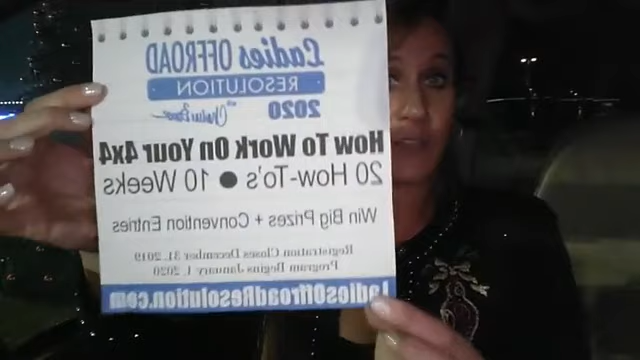 Ladies OFFROAD
RESOLUTION
2020
How To Work On Your 4x4
20 How-To's ● 10 Weeks
Win Big Prizes + Convention Entries
Registration Closes December 31, 2019
Program Begins January 1, 2020
LadiesOffroadResolution.com